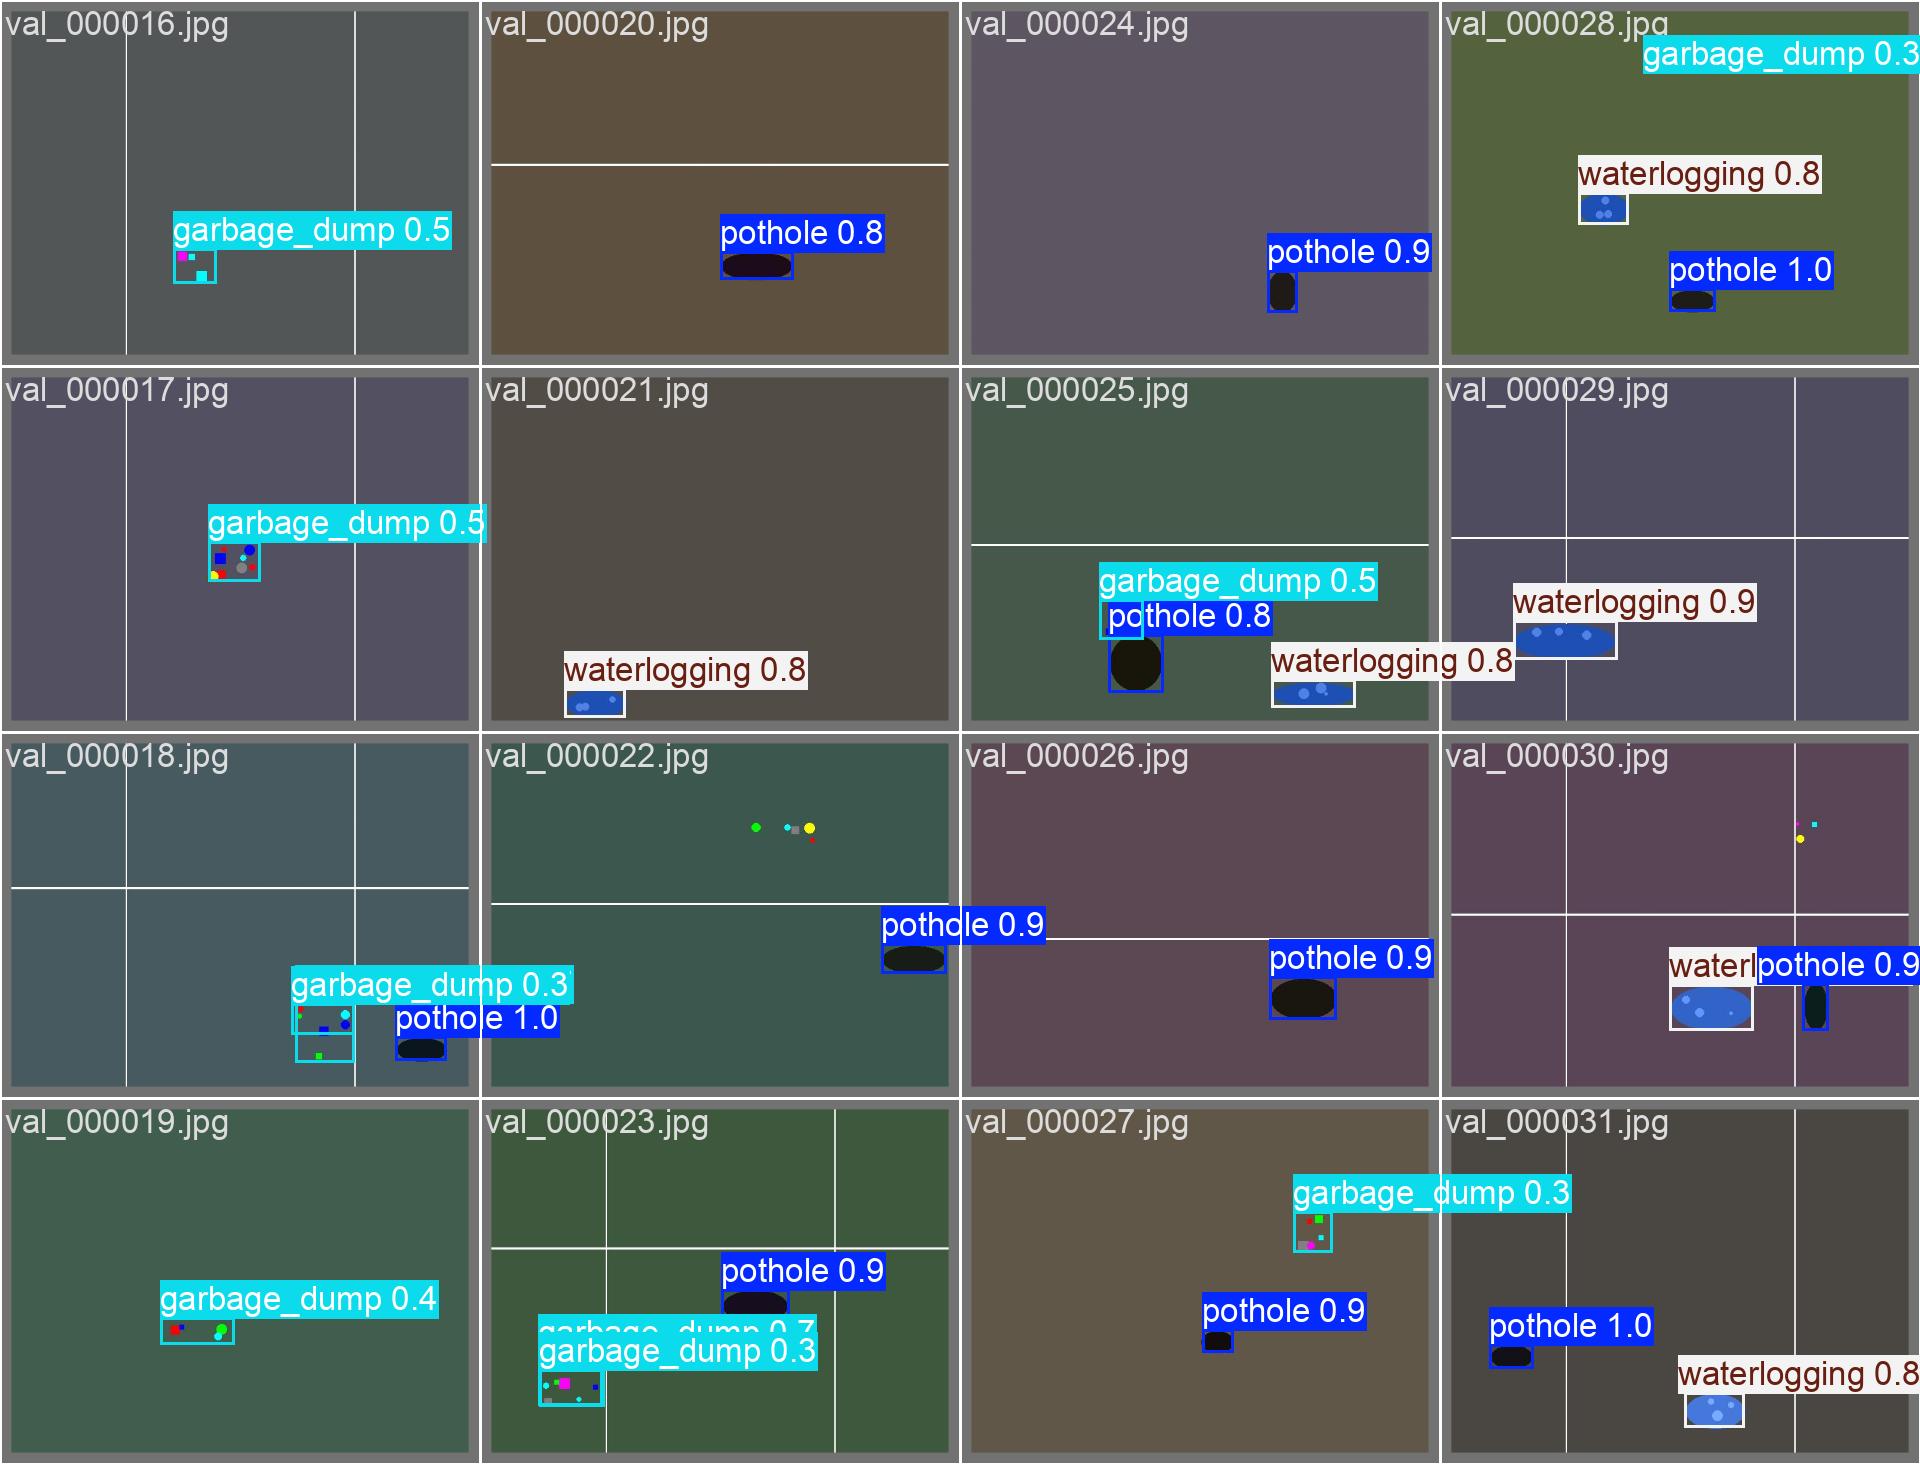 val_000016.jpg
garbage_dump 0.5
val_000020.jpg
pothole 0.8
val_000024.jpg
pothole 0.9
val_000028.jpg
garbage_dump 0.3
waterlogging 0.8
pothole 1.0
val_000017.jpg
garbage_dump 0.5
val_000021.jpg
waterlogging 0.8
val_000025.jpg
garbage_dump 0.5
pothole 0.8
waterlogging 0.8
val_000029.jpg
waterlogging 0.9
val_000018.jpg
garbage_dump 0.3
pothole 1.0
val_000022.jpg
pothole 0.9
val_000026.jpg
pothole 0.9
val_000030.jpg
waterl
pothole 0.9
val_000019.jpg
garbage_dump 0.4
val_000023.jpg
pothole 0.9
garbage_dump 0.7
garbage_dump 0.3
val_000027.jpg
garbage_dump 0.3
pothole 0.9
val_000031.jpg
pothole 1.0
waterlogging 0.8